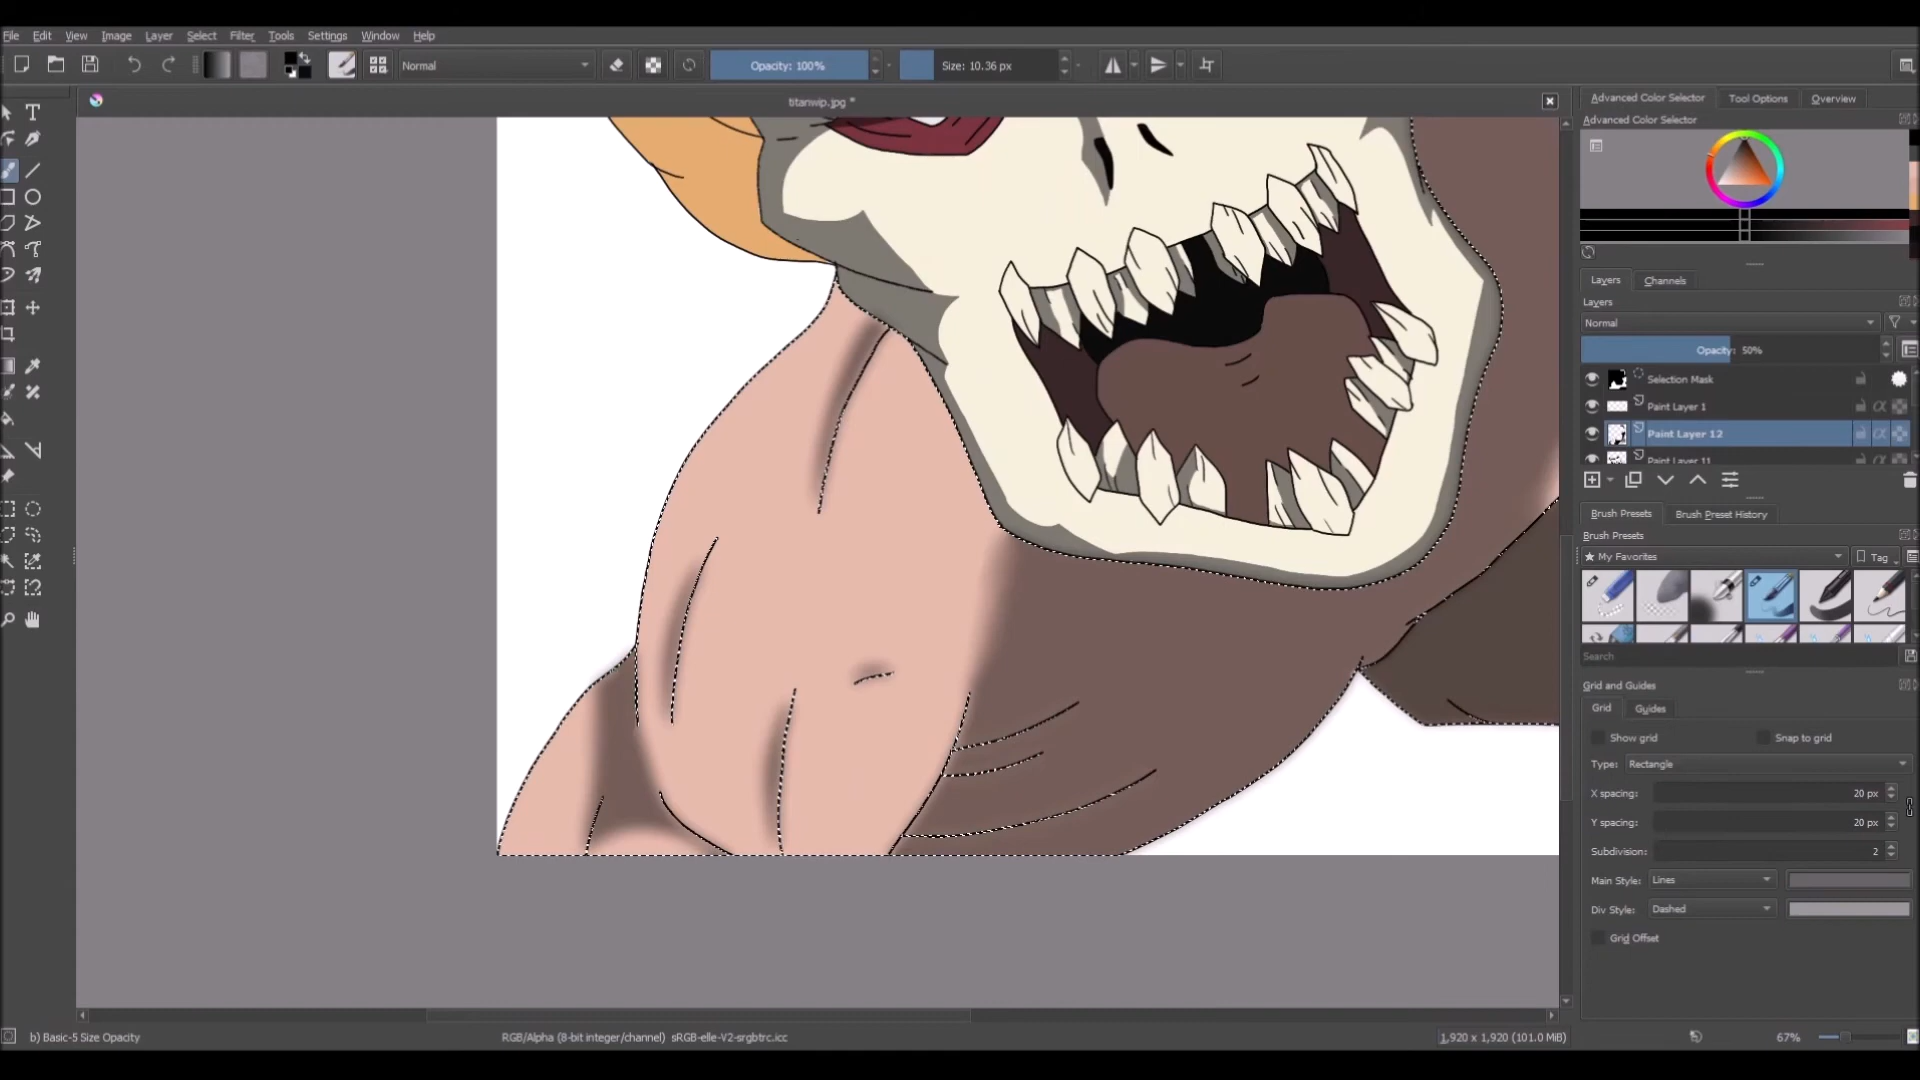 File Edit View Image Layer Select Filter Tools Settings Window Help
Normal
Opacity: 100%
Size: 10.36 px
titanwip.jpg *
Advanced Color Selector Tool Options Overview
Advanced Color Selector
Layers Channels
Layers
Normal
Opacity: 50%
Selection Mask
Paint Layer 1
Paint Layer 12
Paint Layer 11
Brush Presets Brush Preset History
Brush Presets
★ My Favorites
Tag
Search
Grid and Guides
Grid Guides
Show grid Snap to grid
Type: Rectangle
X spacing: 20 px
Y spacing: 20 px
Subdivision: 2
Main Style: Lines
Div Style: Dashed
Grid Offset
b) Basic-5 Size Opacity
RGB/Alpha (8-bit integer/channel) sRGB-elle-V2-srgbtrc.icc
1,920 x 1,920 (101.0 MiB)
67%